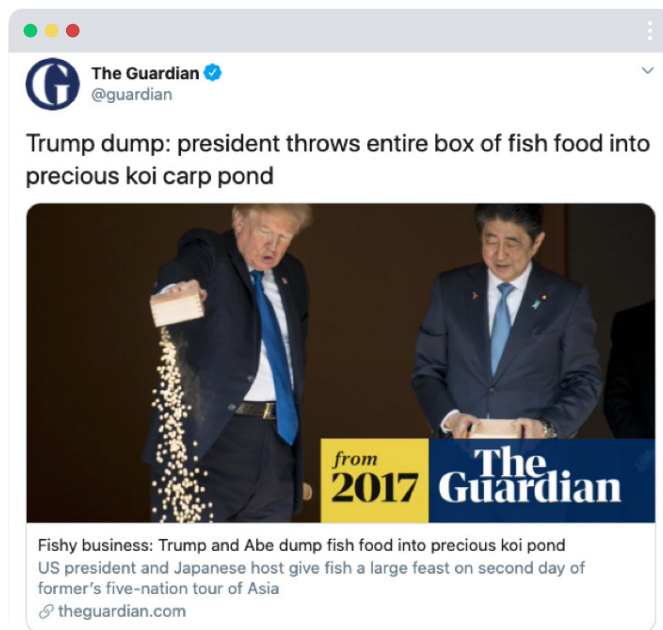 The Guardian
@guardian
Trump dump: president throws entire box of fish food into
precious koi carp pond
from
2017
The
Guardian
Fishy business: Trump and Abe dump fish food into precious koi pond
US president and Japanese host give fish a large feast on second day of
former's five-nation tour of Asia
theguardian.com